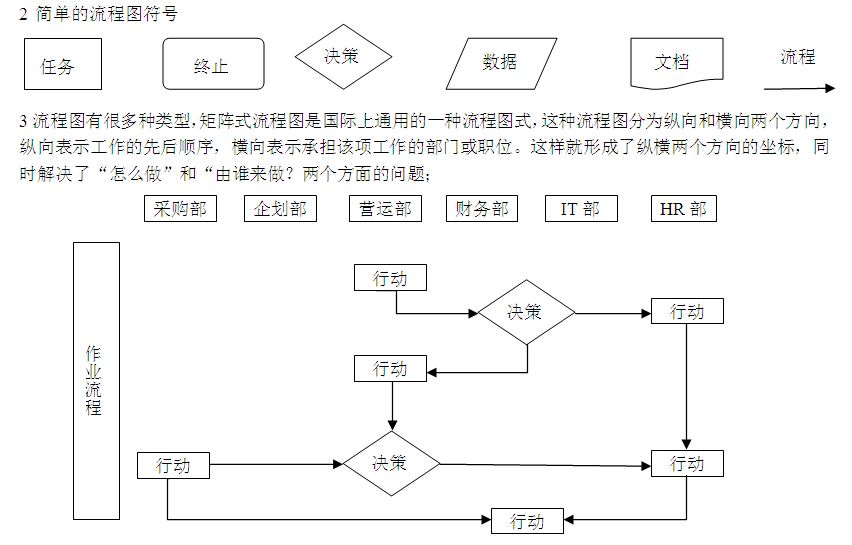 2 简单的流程图符号
任务
终止
决策
数据
文档
流程
3 流程图有很多种类型,矩阵式流程图是国际上通用的一种流程图式,这种流程图分为纵向和横向两个方向,
纵向表示工作的先后顺序，横向表示承担该项工作的部门或职位。这样就形成了纵横两个方向的坐标，同
时解决了“怎么做”和“由谁来做？两个方面的问题；
采购部 企划部 营运部 财务部 IT 部 HR 部
作业流程
行动
决策
行动
行动
行动
决策
行动
行动